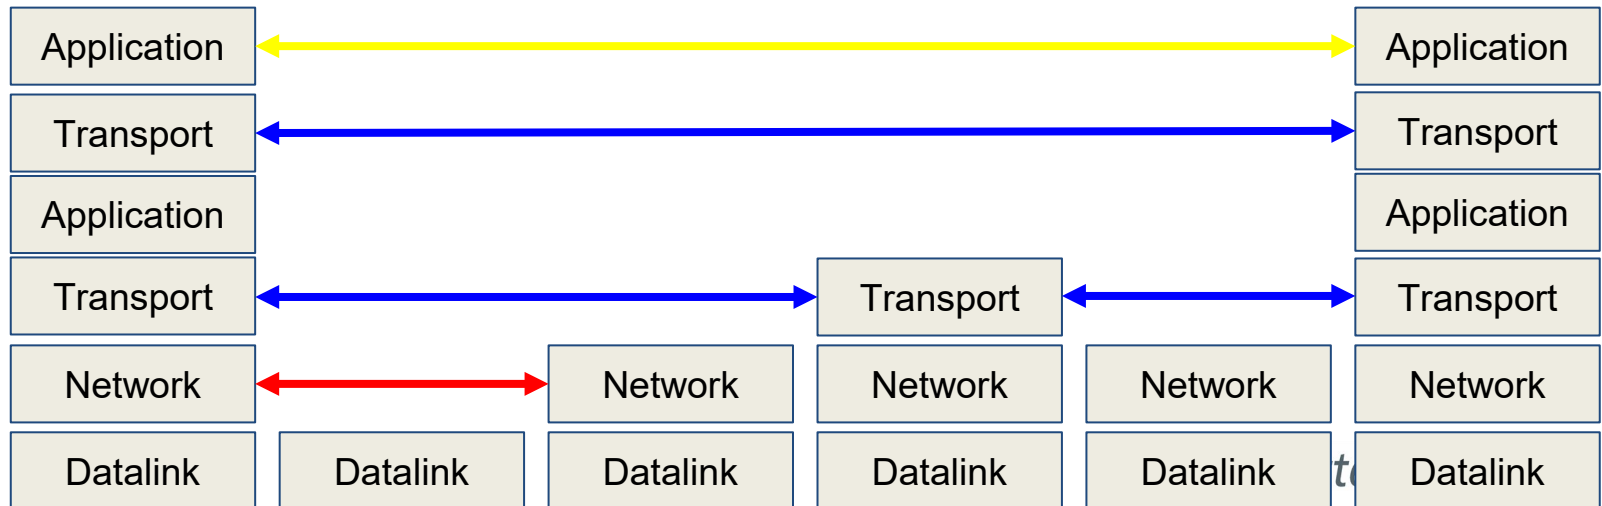 Application Application
Transport Transport
Application Application
Transport Transport Transport
Network Network Network Network Network
Datalink Datalink Datalink Datalink Datalink Datalink